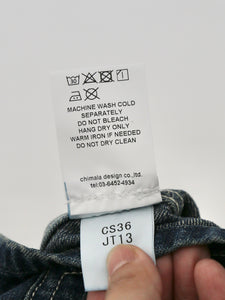 MACHINE WASH COLD
SEPARATELY
DO NOT BLEACH
HANG DRY ONLY
WARM IRON IF NEEDED
DO NOT DRY CLEAN
chimala design co.,ltd.
03-6452-4934
CS36
JT13